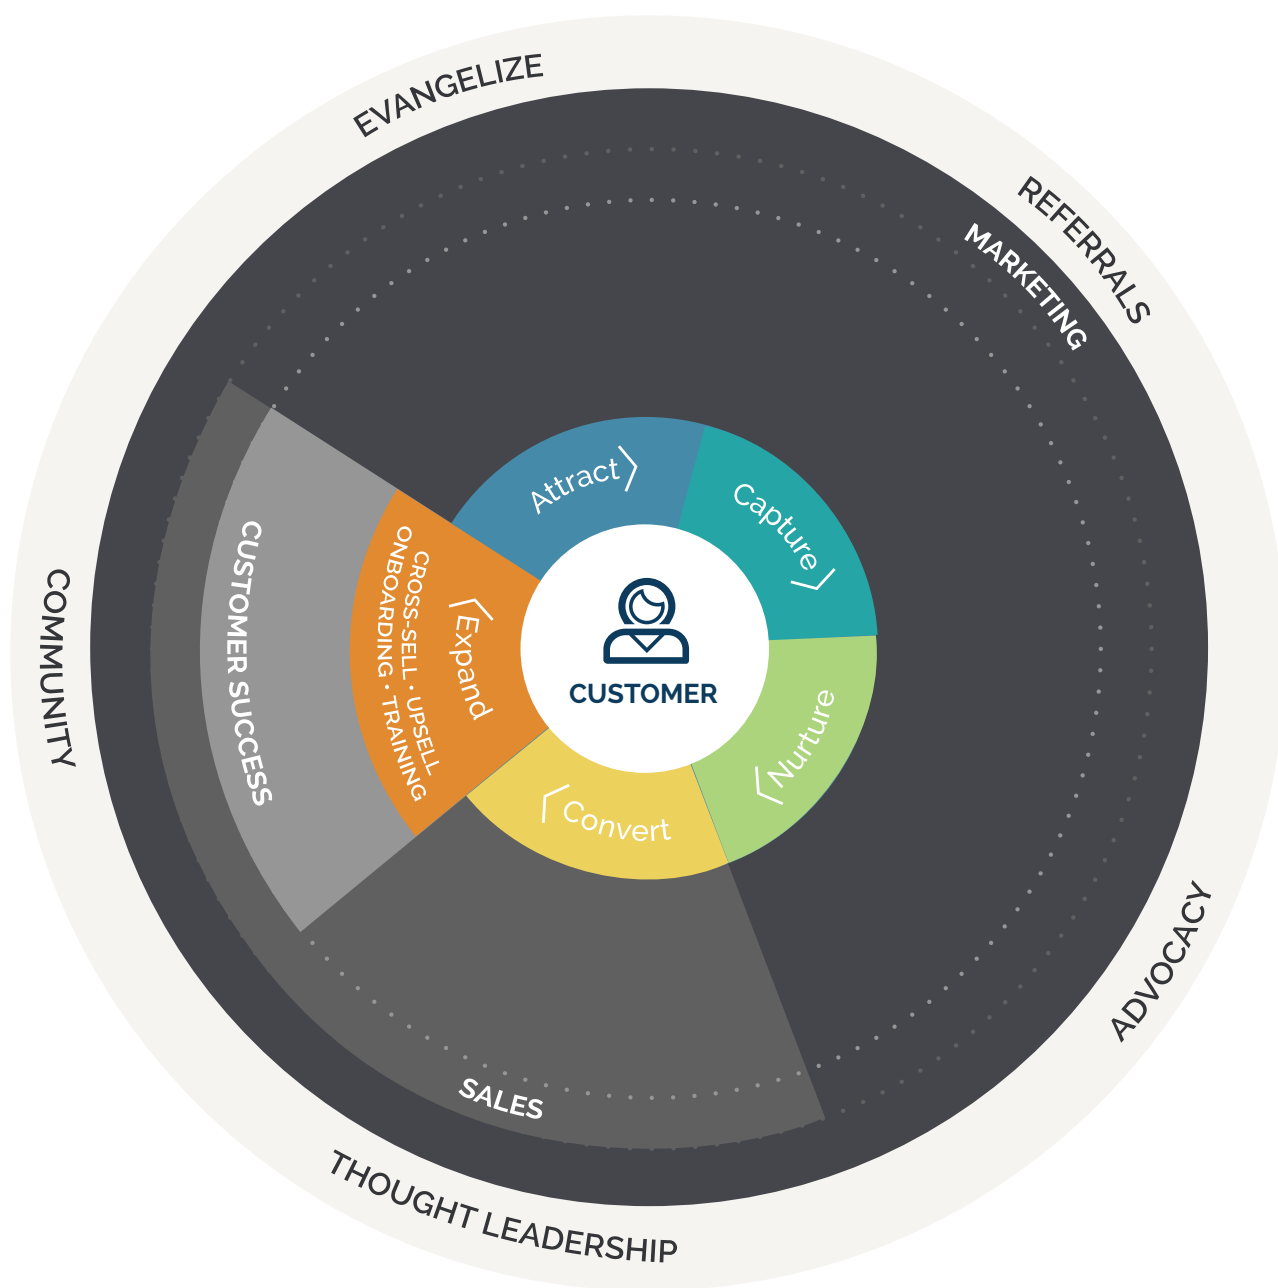 EVANGELIZE
REFERRALS
MARKETING
Attract
Capture
CUSTOMER
Nurture
Convert
Expand
CROSS-SELL • UPSELL
ONBOARDING • TRAINING
CUSTOMER SUCCESS
COMMUNITY
ADVOCACY
SALES
THOUGHT LEADERSHIP